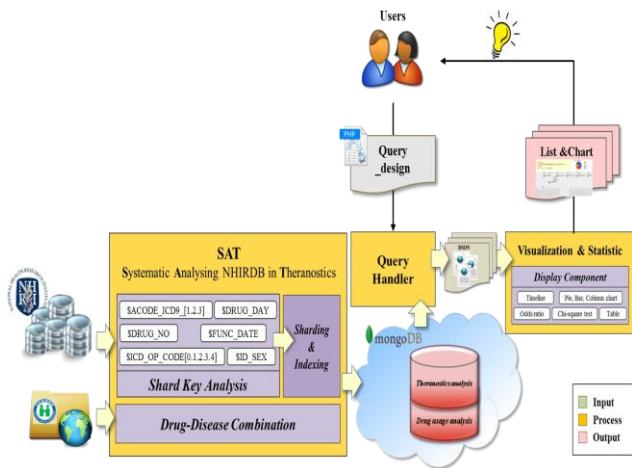 Users
PHP
Query
_design
List &Chart
SAT
Systematic Analysing NHIRDB in Theranostics
$ACODE_ICD9_[1.2.3]
$DRUG_DAY
$DRUG_NO
$FUNC_DATE
$ICD_OP_CODE[0.1.2.3.4]
$ID_SEX
Shard Key Analysis
Sharding
&
Indexing
Drug-Disease Combination
Query
Handler
BSON
Visualization & Statistic
Display Component
Timeline
Pie, Bar, Column chart
Odds ratio
Chi-square test
Table
mongoDB
Theranostics analysis
Drug usage analysis
Input
Process
Output